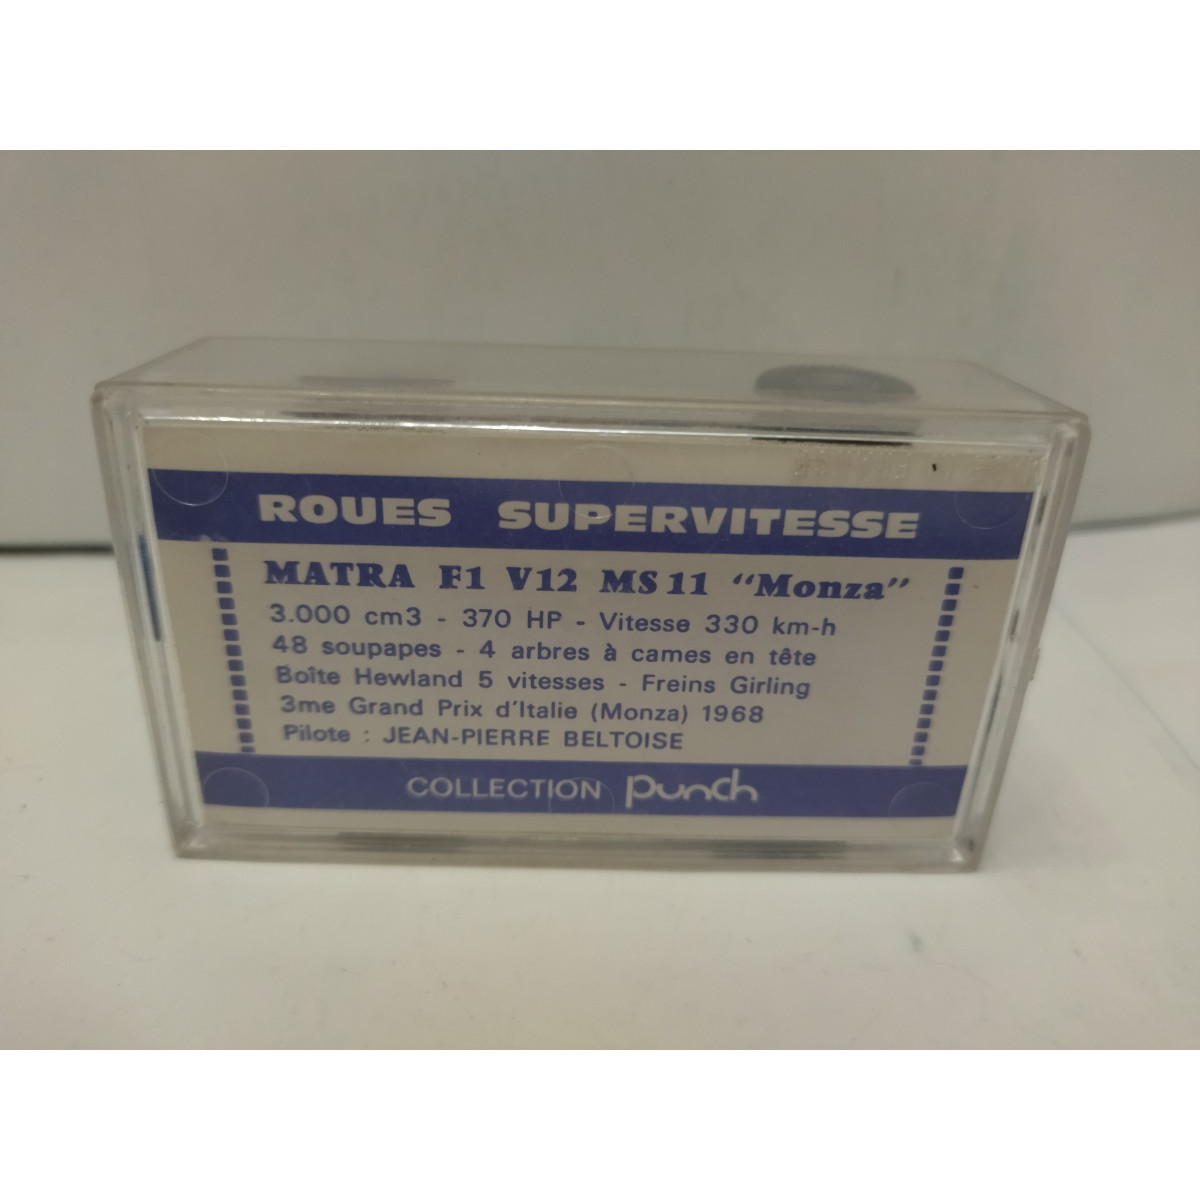 ROUES SUPERVITESSE
MATRA F1 V12 MS 11 “Monza”
3.000 cm3 - 370 HP - Vitesse 330 km-h
48 soupapes - 4 arbres à cames en tête
Boîte Hewland 5 vitesses - Freins Girling
3me Grand Prix d'Italie (Monza) 1968
Pilote : JEAN-PIERRE BELTOISE
COLLECTION punch